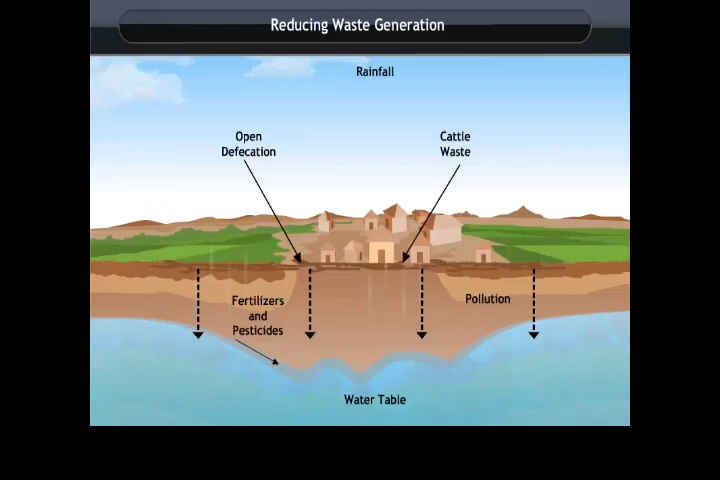 Reducing Waste Generation
Rainfall
Open
Defecation
Cattle
Waste
Fertilizers
and
Pesticides
Pollution
Water Table